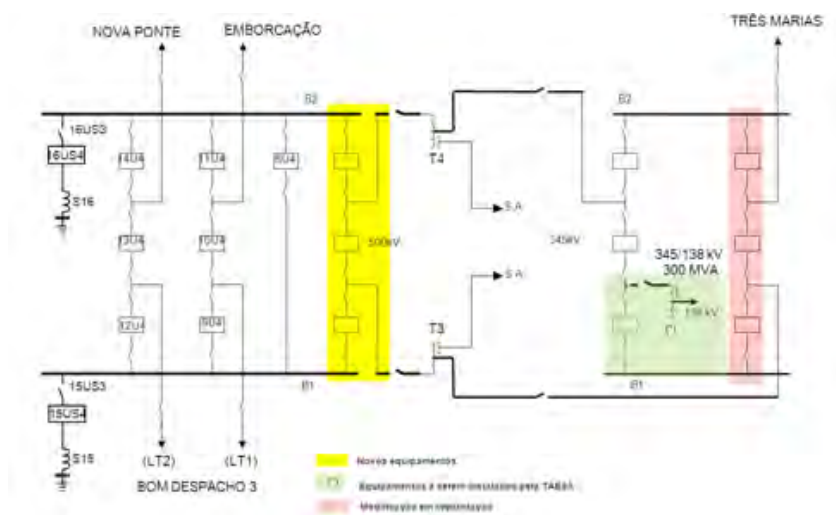 NOVA PONTE
EMBORCAÇÃO
TRÊS MARIAS
B2
B2
16US3
16US4
14U4
11U4
6U4
T4
S16
S.A
13U4
10U4
500kV
345kV
345/138 kV
300 MVA
S.A
138 kV
12U4
9U4
T3
B1
B1
15US3
15US4
S15
(LT2)
(LT1)
BOM DESPACHO 3
Novos equipamentos
Equipamentos a serem instalados pela